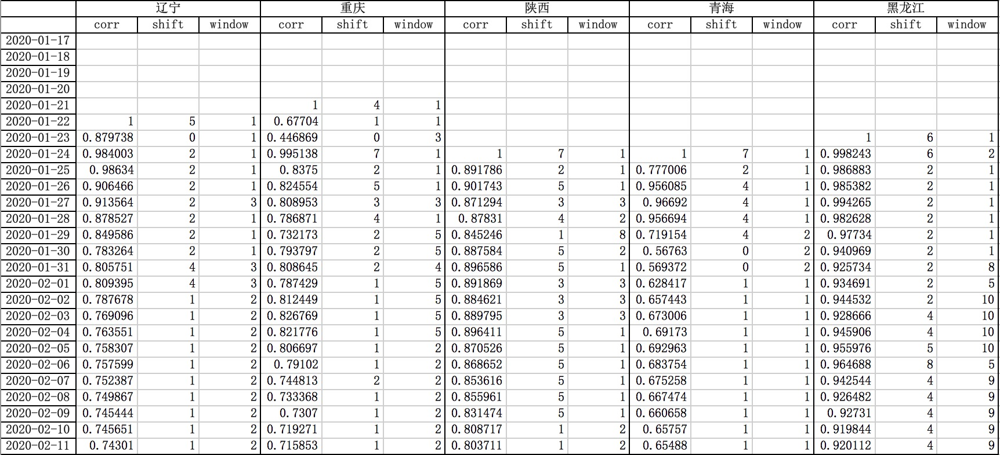 辽宁 重庆 陕西 青海 黑龙江
corr shift window corr shift window corr shift window corr shift window corr shift window
2020-01-17
2020-01-18
2020-01-19
2020-01-20
2020-01-21 1 4 1
2020-01-22 1 5 1 0.67704 1 1
2020-01-23 0.879738 0 1 0.446869 0 3 1 6 1
2020-01-24 0.984003 2 1 0.995138 7 1 1 7 1 1 7 1 0.998243 6 2
2020-01-25 0.98634 2 1 0.8375 2 1 0.891786 2 1 0.777006 2 1 0.986883 2 1
2020-01-26 0.906466 2 1 0.824554 5 1 0.901743 5 1 0.956085 4 1 0.985382 2 1
2020-01-27 0.913564 2 3 0.808953 3 3 0.871294 3 3 0.96692 4 1 0.994265 2 1
2020-01-28 0.878527 2 1 0.786871 4 1 0.87831 4 2 0.956694 4 1 0.982628 2 1
2020-01-29 0.849586 2 1 0.732173 2 5 0.845246 1 8 0.719154 4 2 0.97734 2 1
2020-01-30 0.783264 2 1 0.793797 2 5 0.887584 5 2 0.56763 0 2 0.940969 2 1
2020-01-31 0.805751 4 3 0.808645 2 4 0.896586 5 1 0.569372 0 2 0.925734 2 8
2020-02-01 0.809395 4 3 0.787429 1 5 0.891869 3 3 0.628417 1 1 0.934691 2 5
2020-02-02 0.787678 1 2 0.812449 1 5 0.884621 3 3 0.657443 1 1 0.944532 2 10
2020-02-03 0.769096 1 2 0.826769 1 5 0.889795 3 3 0.673006 1 1 0.928666 4 10
2020-02-04 0.763551 1 2 0.821776 1 5 0.896411 5 1 0.69173 1 1 0.945906 4 10
2020-02-05 0.758307 1 2 0.806697 1 2 0.870526 5 1 0.692963 1 1 0.955976 5 10
2020-02-06 0.757599 1 2 0.79102 1 2 0.868652 5 1 0.683754 1 1 0.964688 8 5
2020-02-07 0.752387 1 2 0.744813 2 2 0.853616 5 1 0.675258 1 1 0.942544 4 9
2020-02-08 0.749867 1 2 0.733368 1 2 0.855961 5 1 0.667474 1 1 0.926482 4 9
2020-02-09 0.745444 1 2 0.7307 1 2 0.831474 5 1 0.660658 1 1 0.92731 4 9
2020-02-10 0.745651 1 2 0.719271 1 2 0.808717 1 2 0.65757 1 1 0.919844 4 9
2020-02-11 0.74301 1 2 0.715853 1 2 0.803711 1 2 0.65488 1 1 0.920112 4 9